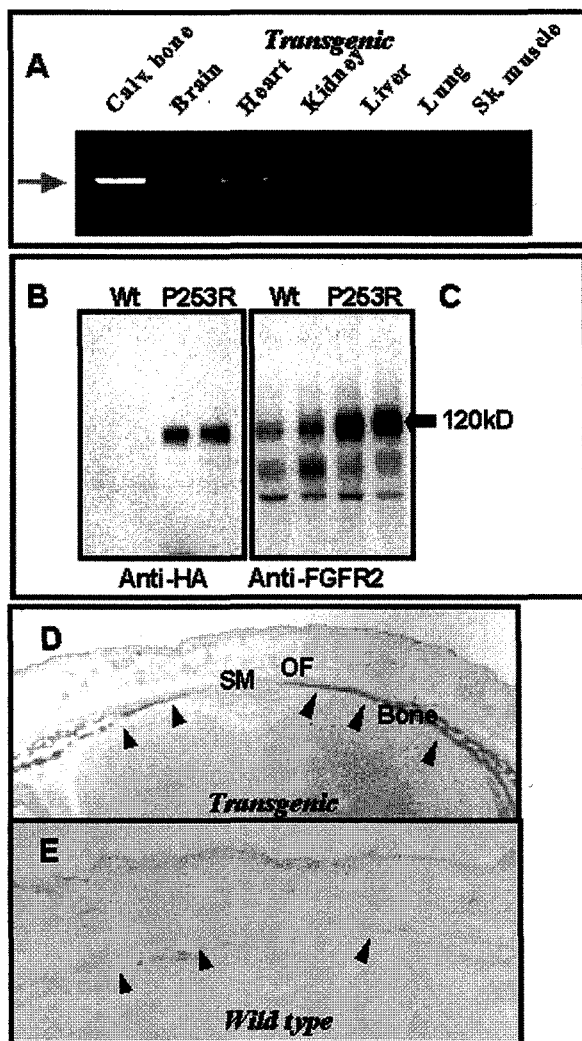 A
Transgenic
Calv. bone
Brain
Heart
Kidney
Liver
Lung
Sk. muscle
B
Wt P253R
Wt P253R
C
120kD
Anti-HA
Anti-FGFR2
D
SM
OF
Bone
Transgenic
E
Wild type